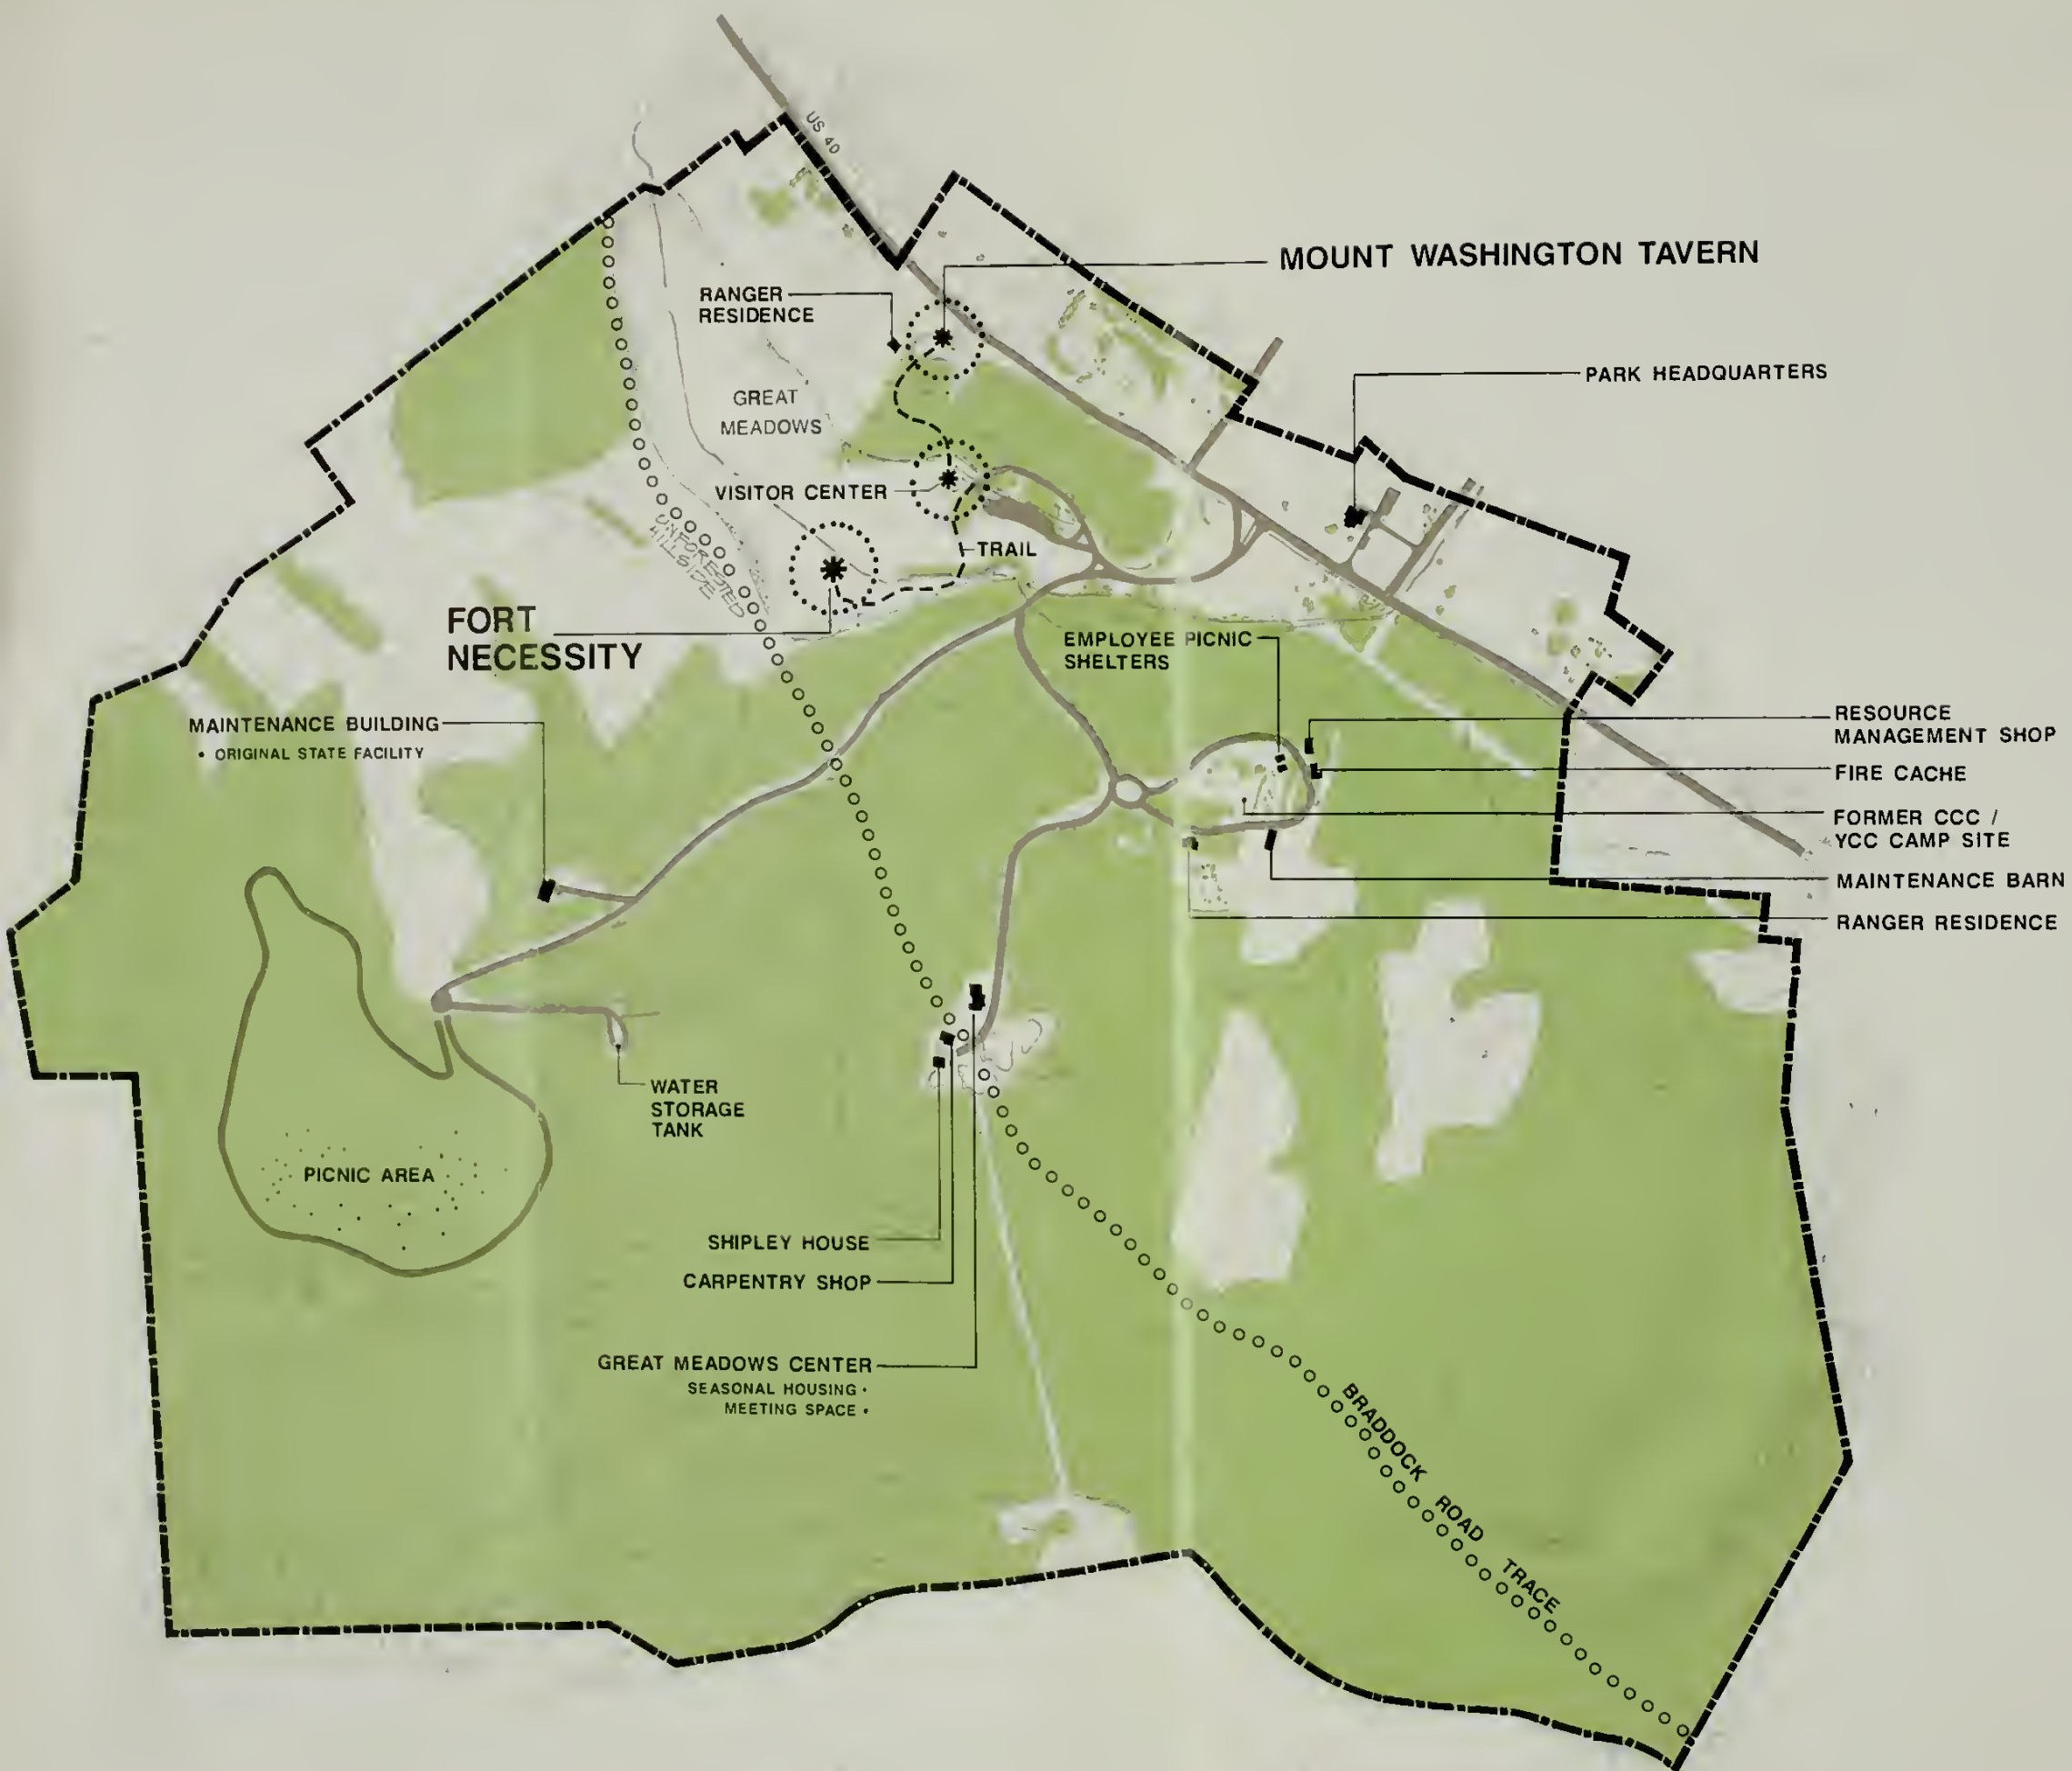 US 40
MOUNT WASHINGTON TAVERN
RANGER
RESIDENCE
PARK HEADQUARTERS
GREAT
MEADOWS
VISITOR CENTER
UNFORESTED
HILLSIDE
TRAIL
FORT
NECESSITY
EMPLOYEE PICNIC
SHELTERS
MAINTENANCE BUILDING
• ORIGINAL STATE FACILITY
RESOURCE
MANAGEMENT SHOP
FIRE CACHE
FORMER CCC /
YCC CAMP SITE
MAINTENANCE BARN
RANGER RESIDENCE
WATER
STORAGE
TANK
PICNIC AREA
SHIPLEY HOUSE
CARPENTRY SHOP
GREAT MEADOWS CENTER
SEASONAL HOUSING •
MEETING SPACE •
BRADDOCK ROAD TRACE